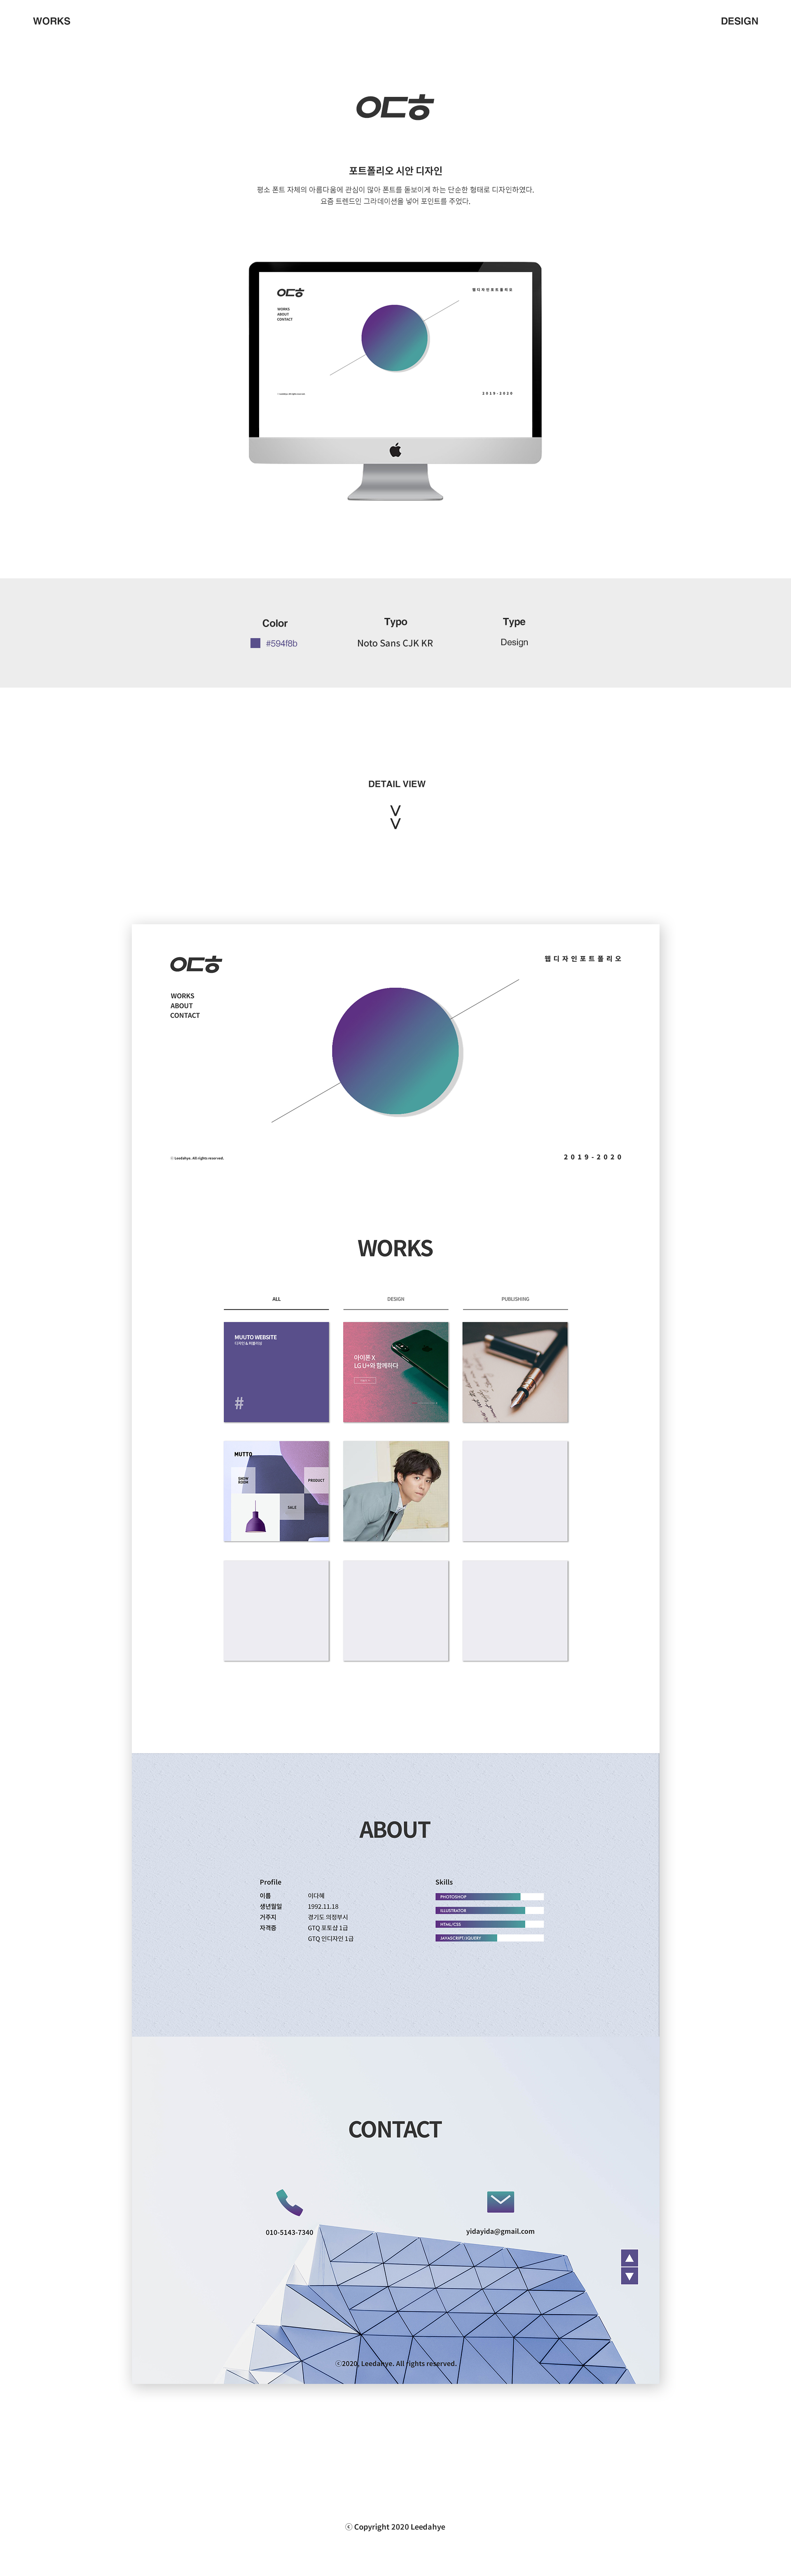 WORKS
DESIGN
ㅇㄷㅎ
포트폴리오 시안 디자인
평소 폰트 자체의 아름다움에 관심이 많아 폰트를 돋보이게 하는 단순한 형태로 디자인하였다.
요즘 트렌드인 그라데이션을 넣어 포인트를 주었다.
ㅇㄷㅎ
웹디자인포트폴리오
WORKS
ABOUT
CONTACT
2019-2020
Color
Typo
Type
#594f8b
Noto Sans CJK KR
Design
DETAIL VIEW
V
V
ㅇㄷㅎ
웹디자인포트폴리오
WORKS
ABOUT
CONTACT
ⓒ Leedahye. All rights reserved.
2019-2020
WORKS
ALL
DESIGN
PUBLISHING
MUUTO WEBSITE
디자인&퍼블리싱
#
아이폰 X
LG U+와 함께하다
MUTTO
SHOW
ROOM
PRODUCT
SALE
ABOUT
Profile
이름 이다혜
생년월일 1992.11.18
거주지 경기도 의정부시
자격증 GTQ 포토샵 1급
GTQ 인디자인 1급
Skills
PHOTOSHOP
ILLUSTRATOR
HTML/CSS
JAVASCRIPT/JQUERY
CONTACT
010-5143-7340
yidayida@gmail.com
ⓒ2020, Leedahye. All rights reserved.
ⓒ Copyright 2020 Leedahye